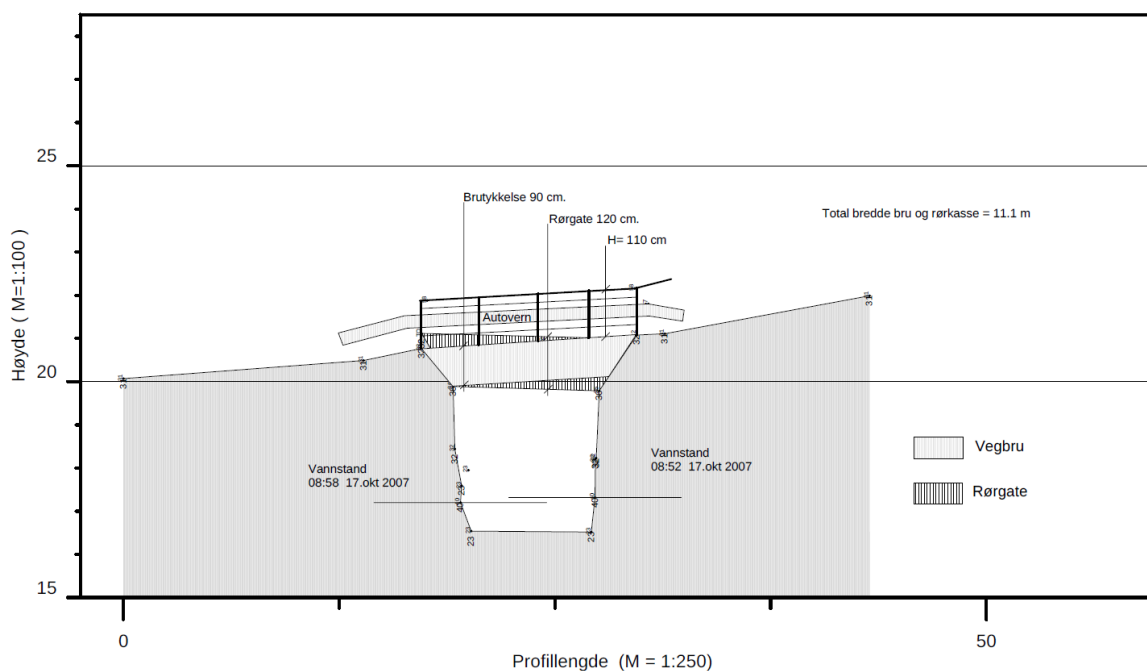 25
Brutykkelse 90 cm.
Total bredde bru og rørkasse = 11.1 m
Rørgate 120 cm.
H= 110 cm
Høyde ( M=1:100 )
Autovern
20
Vegbru
Vannstand
08:58 17.okt 2007
Vannstand
08:52 17.okt 2007
Rørgate
23
23
15
0
50
Profillengde (M = 1:250)